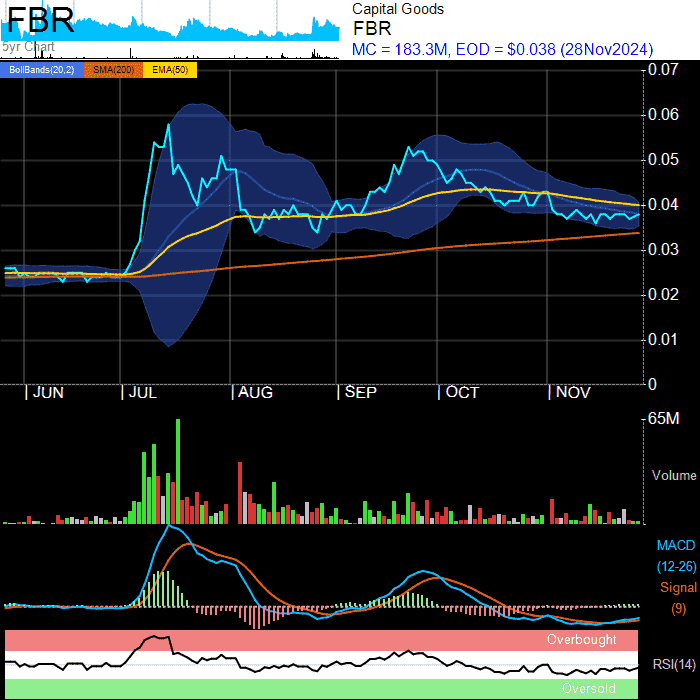 FBR
5yr Chart
Capital Goods
FBR
MC = 183.3M, EOD = $0.038 (28Nov2024)
BollBands(20,2) SMA(200) EMA(50)
0.07
0.06
0.05
0.04
0.03
0.02
0.01
0
JUN JUL AUG SEP OCT NOV
65M
Volume
MACD
(12-26)
Signal
(9)
Overbought
RSI(14)
Oversold